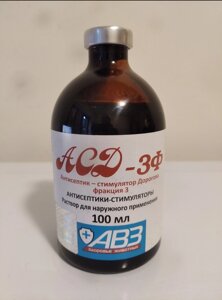 АСД-3Ф
Антисептик – стимулятор Дорогова
фракция 3
АНТИСЕПТИКИ-СТИМУЛЯТОРЫ
Раствор для наружного применения
100 мл
АВЗ
ЗДОРОВЬЕ ЖИВОТНЫХ